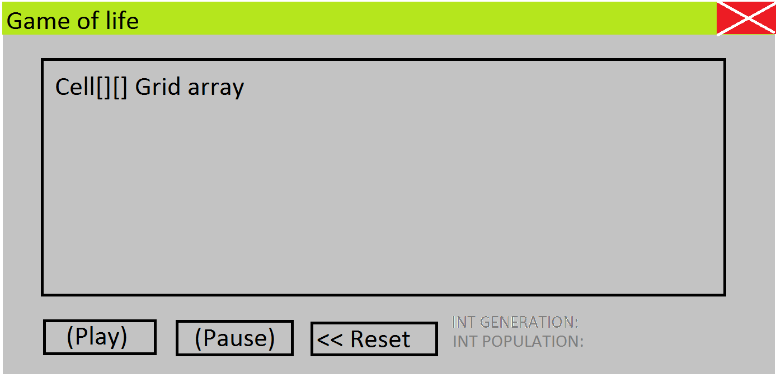 Game of life
Cell[][] Grid array
(Play)
(Pause)
<< Reset
INT GENERATION:
INT POPULATION: